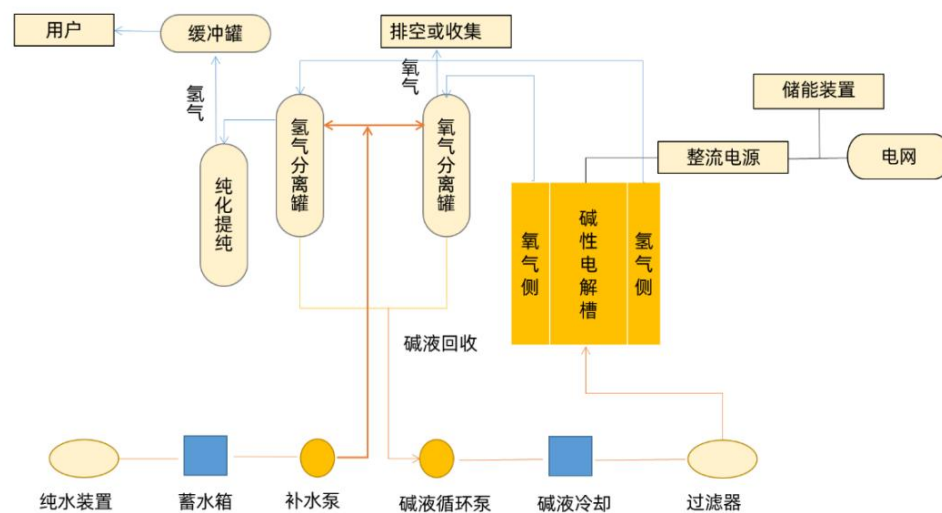 用户
缓冲罐
排空或收集
储能装置
氢气
氧气
整流电源
电网
氢气分离罐
氧气分离罐
纯化提纯
氧气侧
碱性电解槽
氢气侧
碱液回收
纯水装置
蓄水箱
补水泵
碱液循环泵
碱液冷却
过滤器